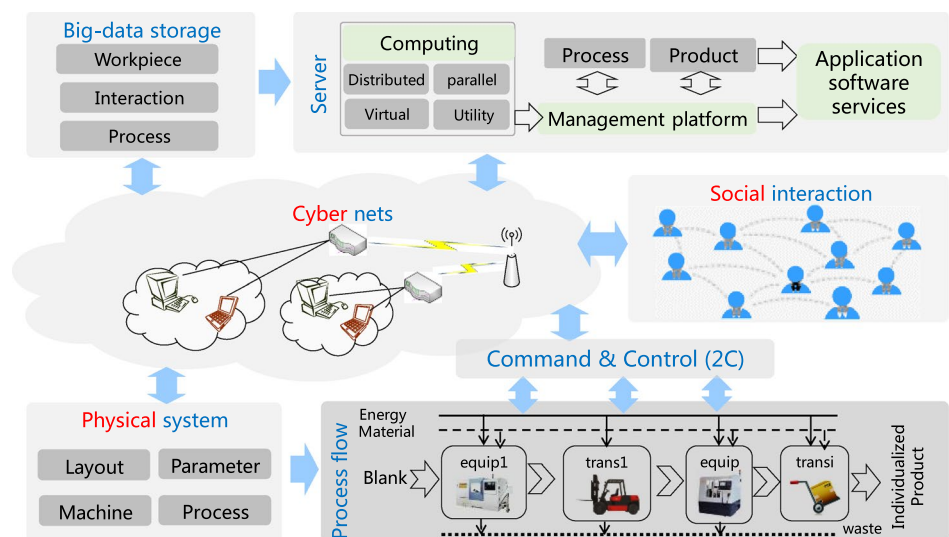 Big-data storage
Workpiece
Interaction
Process
Server
Computing
Distributed
parallel
Virtual
Utility
Process
Product
Management platform
Application
software
services
Cyber nets
Social interaction
Command & Control (2C)
Physical system
Layout
Parameter
Machine
Process
Process flow
Energy
Material
Blank
equip1
trans1
equip
transi
waste
Individualized
Product